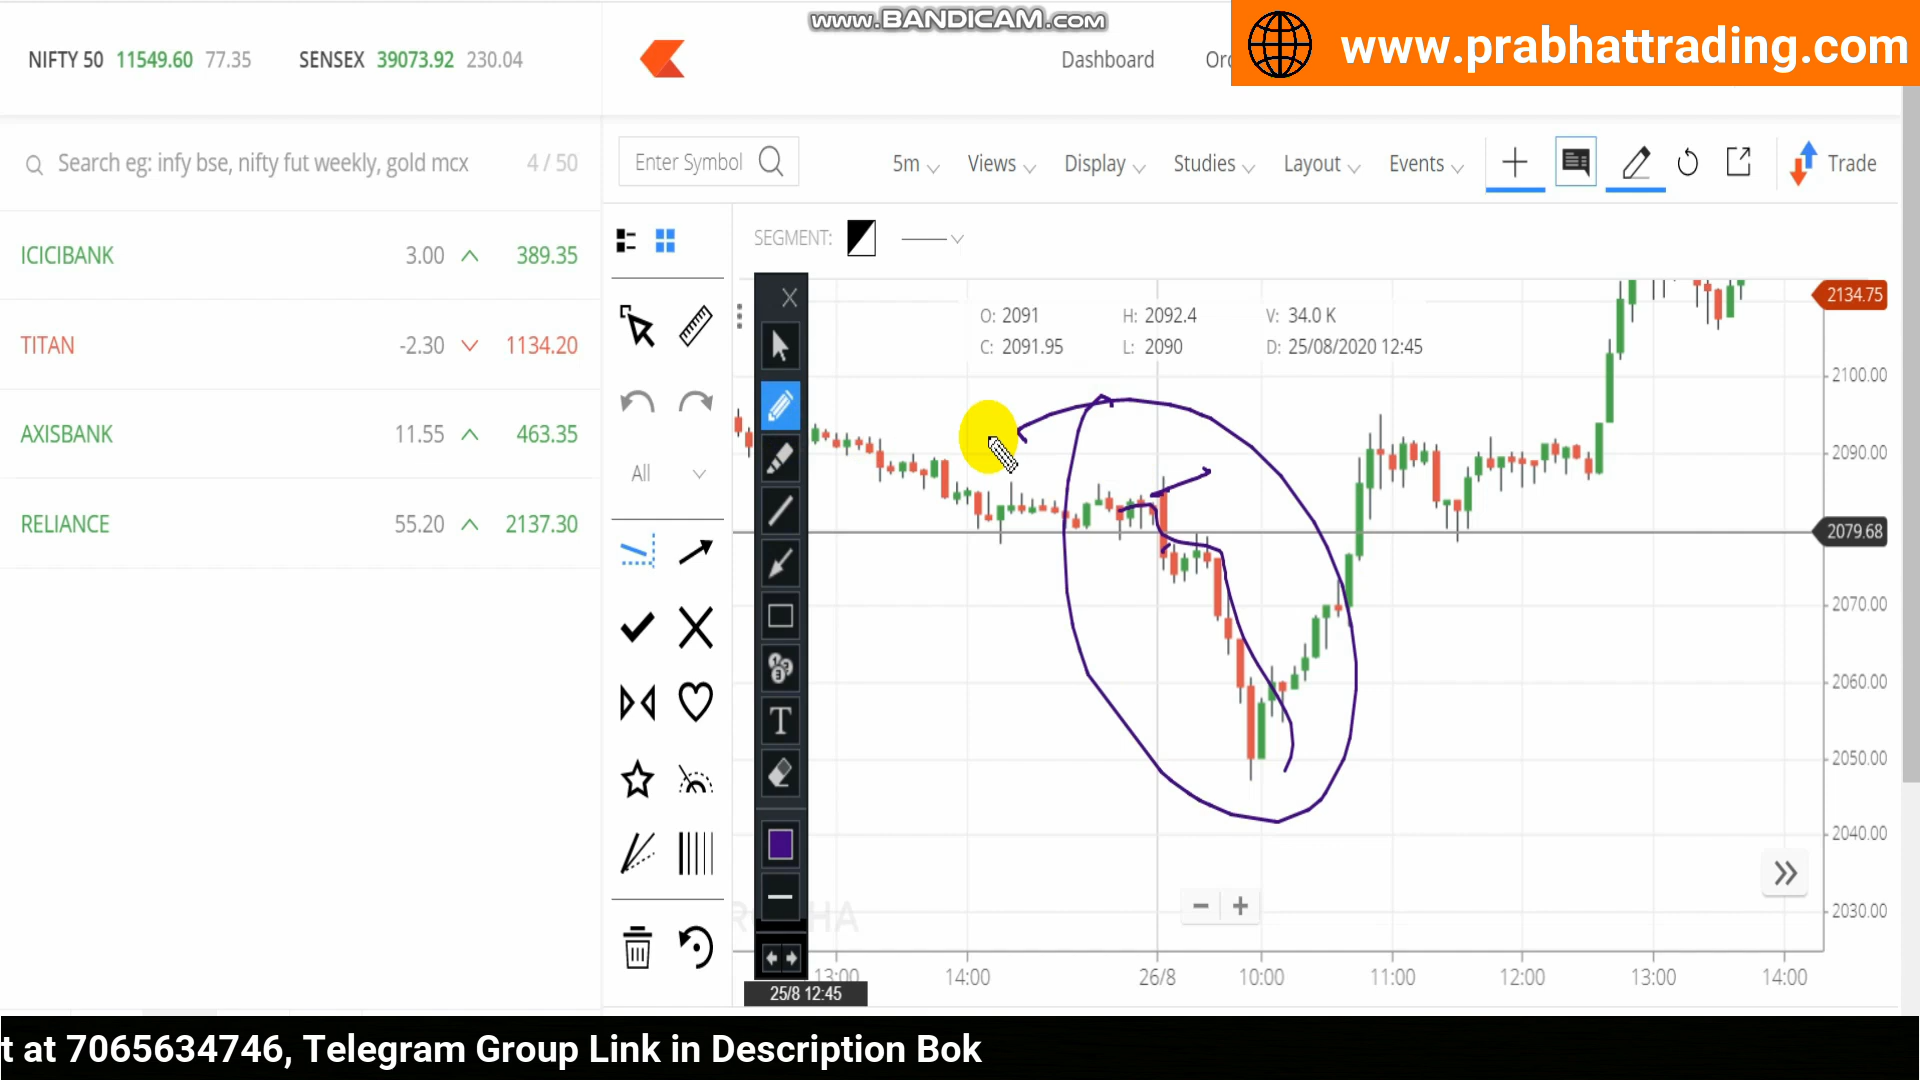 www.BANDICAM.com
www.prabhattrading.com
NIFTY 50 11549.60 77.35 SENSEX 39073.92 230.04
Dashboard
Search eg: infy bse, nifty fut weekly, gold mcx 4 / 50
Enter Symbol 5m Views Display Studies Layout Events Trade
SEGMENT:
ICICIBANK 3.00 389.35
TITAN -2.30 1134.20
AXISBANK 11.55 463.35
RELIANCE 55.20 2137.30
All
X
T
O: 2091 H: 2092.4 V: 34.0 K
C: 2091.95 L: 2090 D: 25/08/2020 12:45
2134.75
2100.00
2090.00
2079.68
2070.00
2060.00
2050.00
2040.00
2030.00
13:00 14:00 26/8 10:00 11:00 12:00 13:00 14:00
25/8 12:45
t at 7065634746, Telegram Group Link in Description Bok